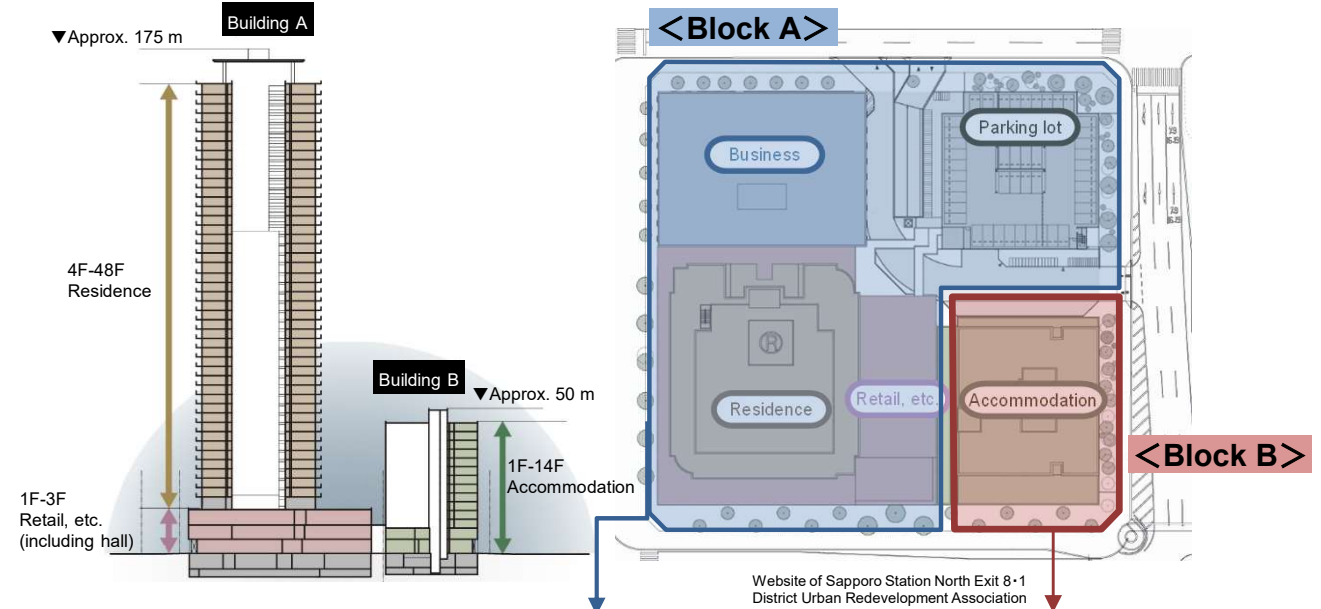 Building A
▼Approx. 175 m
4F-48F
Residence
1F-3F
Retail, etc.
(including hall)
Building B
▼Approx. 50 m
1F-14F
Accommodation
＜Block A＞
Business
Parking lot
Residence
R
Retail, etc.
Accommodation
＜Block B＞
Website of Sapporo Station North Exit 8・1
District Urban Redevelopment Association